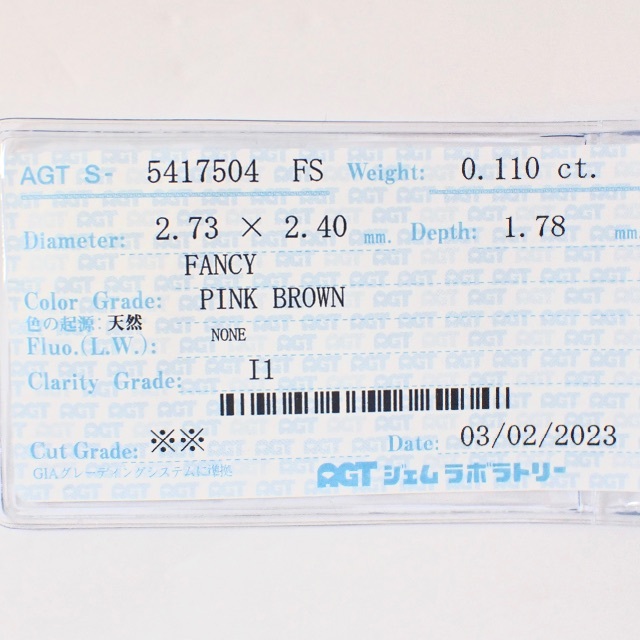 AGT S- 5417504 FS Weight: 0.110 ct.
Diameter: 2.73 × 2.40 mm. Depth: 1.78 mm
FANCY
Color Grade: PINK BROWN
色の起源: 天然
Fluo.(L.W.): NONE
Clarity Grade: I1
Cut Grade: ※※ Date: 03/02/2023
GIAグレーディングシステムに準拠
AGT ジェムラボラトリー